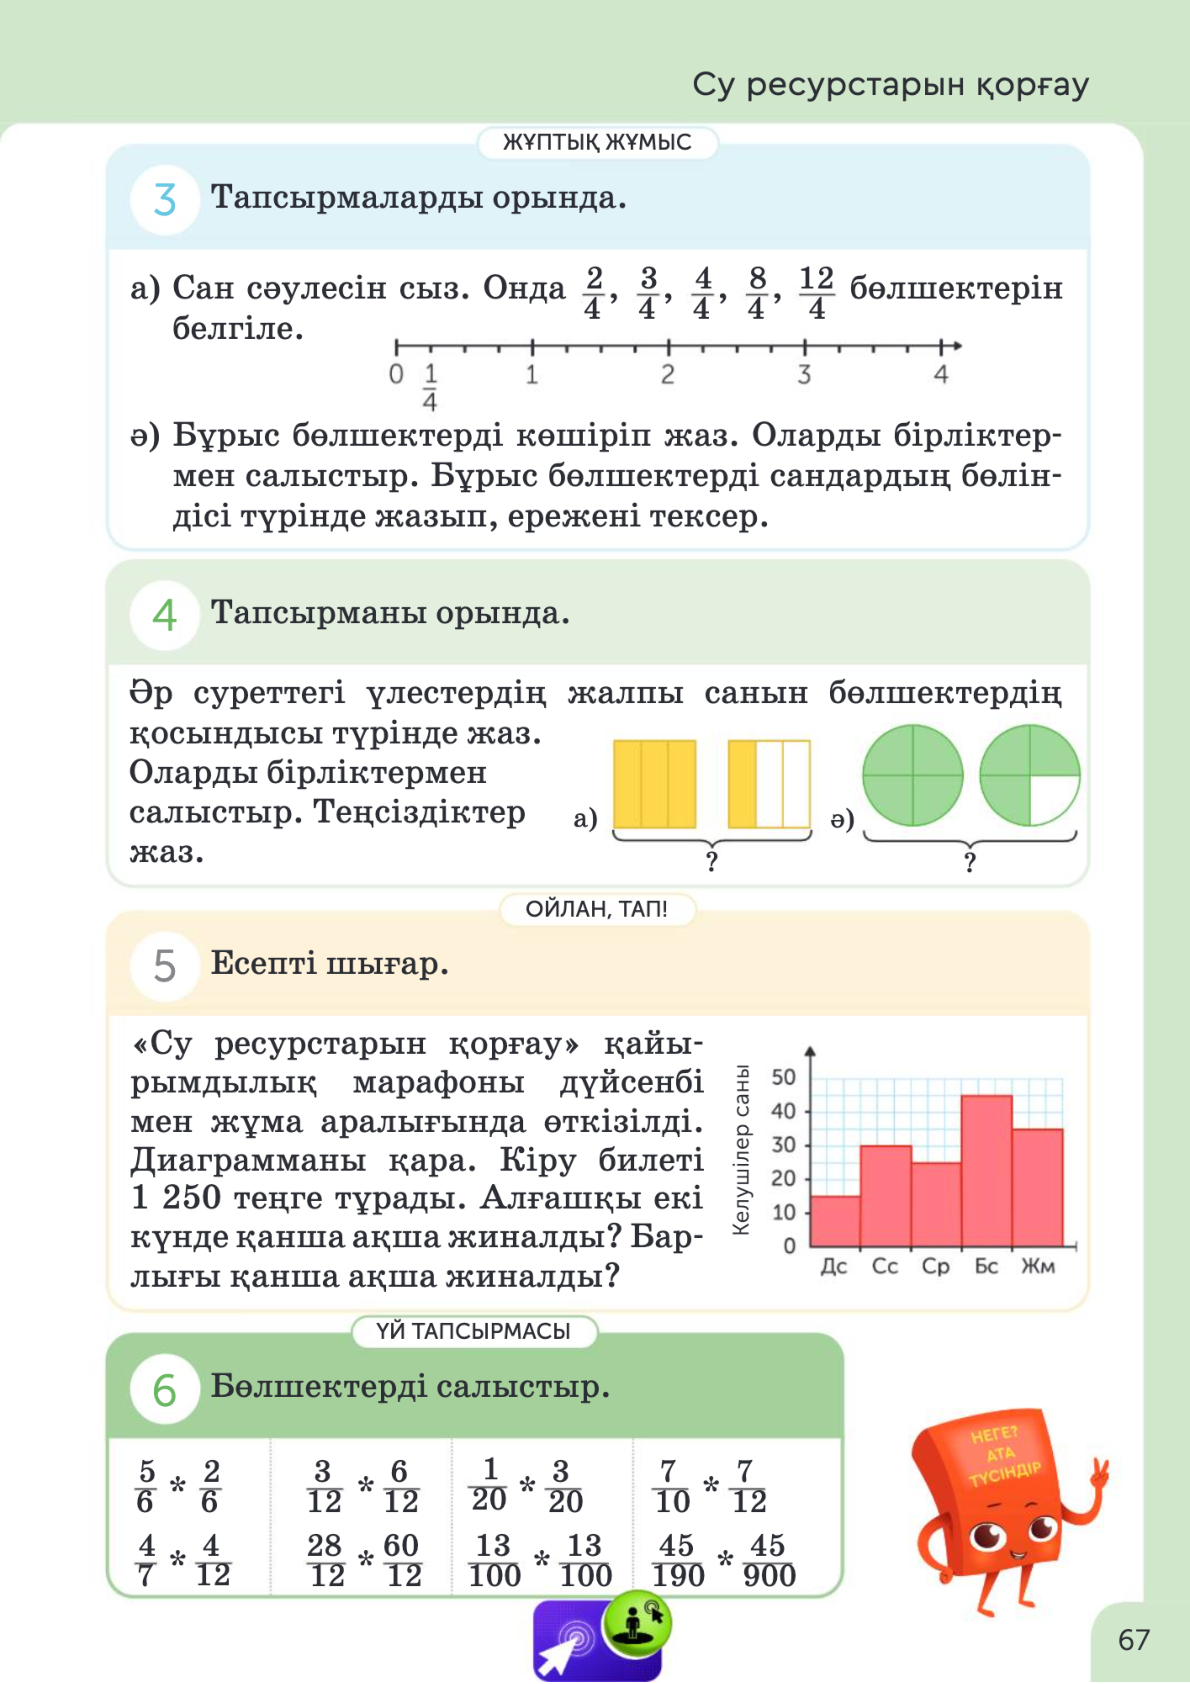 Су ресурстарын қорғау
ЖҰПТЫҚ ЖҰМЫС
3 Тапсырмаларды орында.
а) Сан сәулесін сыз. Онда 2/4, 3/4, 4/4, 8/4, 12/4 бөлшектерін
белгіле.
0 1/4 1 2 3 4
ә) Бұрыс бөлшектерді көшіріп жаз. Оларды бірліктер-
мен салыстыр. Бұрыс бөлшектерді сандардың бөлін-
дісі түрінде жазып, ережені тексер.
4 Тапсырманы орында.
Әр суреттегі үлестердің жалпы санын бөлшектердің
қосындысы түрінде жаз.
Оларды бірліктермен
салыстыр. Теңсіздіктер
жаз.
а) ?
ә) ?
ОЙЛАН, ТАП!
5 Есепті шығар.
«Су ресурстарын қорғау» қайы-
рымдылық марафоны дүйсенбі
мен жұма аралығында өткізілді.
Диаграмманы қара. Кіру билеті
1 250 теңге тұрады. Алғашқы екі
күнде қанша ақша жиналды? Бар-
лығы қанша ақша жиналды?
Келушілер саны
50
40
30
20
10
0
Дс Сс Ср Бс Жм
ҮЙ ТАПСЫРМАСЫ
6 Бөлшектерді салыстыр.
5/6 * 2/6 3/12 * 6/12 1/20 * 3/20 7/10 * 7/12
4/7 * 4/12 28/12 * 60/12 13/100 * 13/100 45/190 * 45/900
НЕГЕ?
АТА
ТҮСІНДІР
67